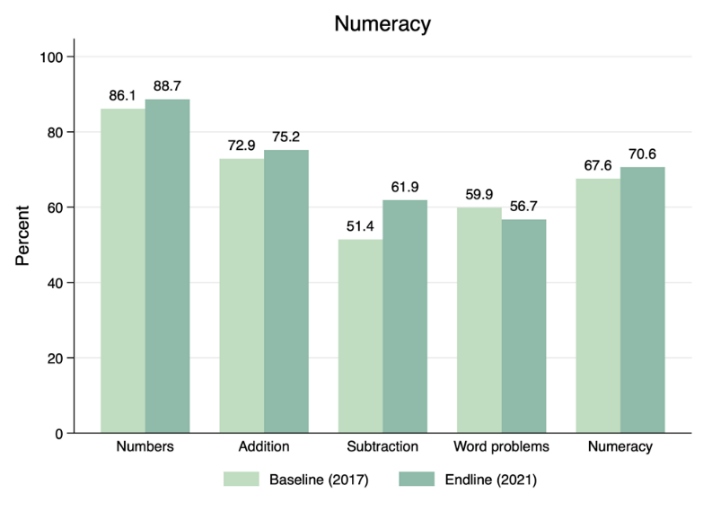 Numeracy
Percent
100
80
60
40
20
0
86.1 88.7
72.9 75.2
51.4 61.9
59.9 56.7
67.6 70.6
Numbers Addition Subtraction Word problems Numeracy
Baseline (2017) Endline (2021)